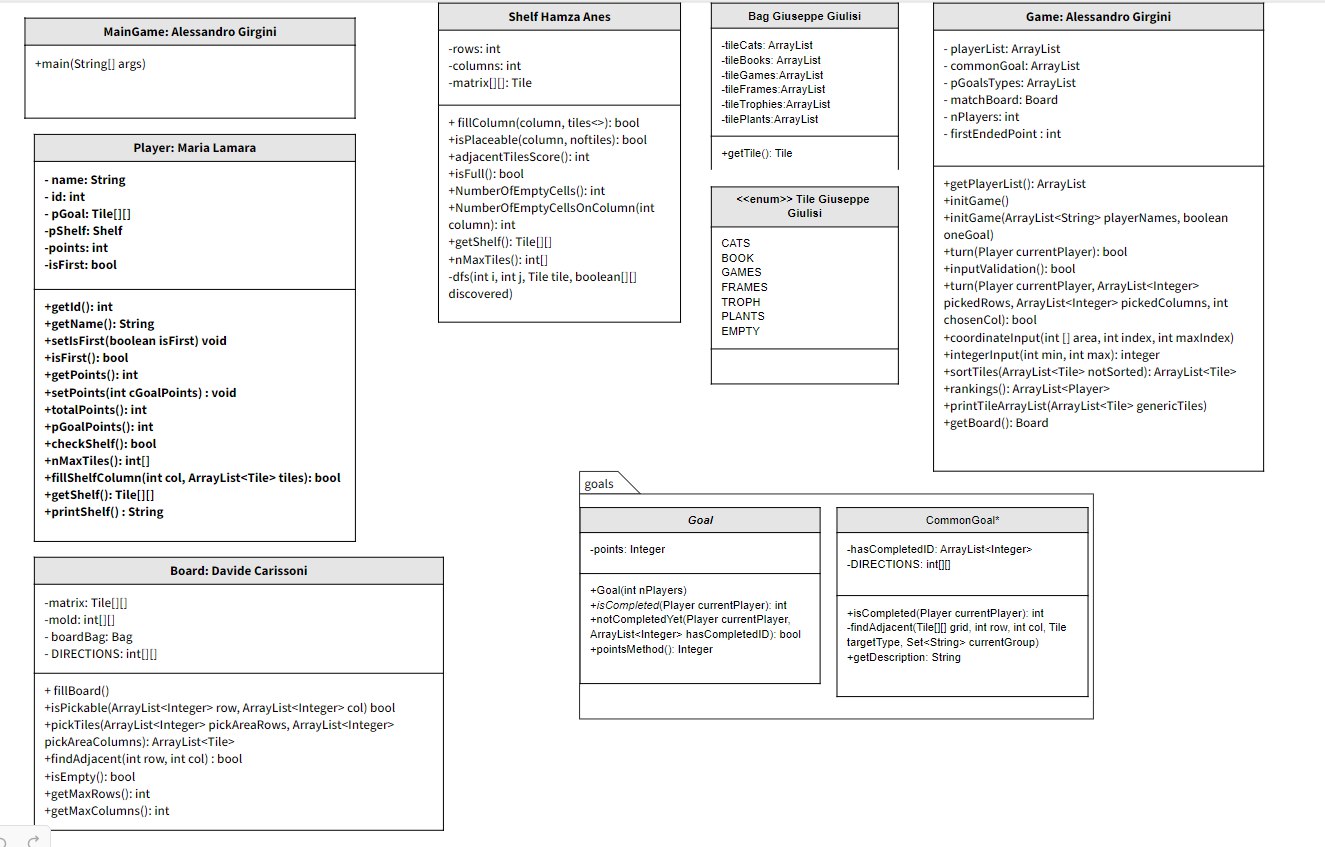 MainGame: Alessandro Girgini
+main(String[] args)
Player: Maria Lamara
- name: String
- id: int
- pGoal: Tile[][]
-pShelf: Shelf
-points: int
-isFirst: bool
+getId(): int
+getName(): String
+setIsFirst(boolean isFirst) void
+isFirst(): bool
+getPoints(): int
+setPoints(int cGoalPoints) : void
+totalPoints(): int
+pGoalPoints(): int
+checkShelf(): bool
+nMaxTiles(): int[]
+fillShelfColumn(int col, ArrayList<Tile> tiles): bool
+getShelf(): Tile[][]
+printShelf() : String
Board: Davide Carissoni
-matrix: Tile[][]
-mold: int[][]
- boardBag: Bag
- DIRECTIONS: int[][]
+ fillBoard()
+isPickable(ArrayList<Integer> row, ArrayList<Integer> col) bool
+pickTiles(ArrayList<Integer> pickAreaRows, ArrayList<Integer>
pickAreaColumns): ArrayList<Tile>
+findAdjacent(int row, int col) : bool
+isEmpty(): bool
+getMaxRows(): int
+getMaxColumns(): int
Shelf Hamza Anes
-rows: int
-columns: int
-matrix[][]: Tile
+ fillColumn(column, tiles<>): bool
+isPlaceable(column, noftiles): bool
+adjacentTilesScore(): int
+isFull(): bool
+NumberOfEmptyCells(): int
+NumberOfEmptyCellsOnColumn(int
column): int
+getShelf(): Tile[][]
+nMaxTiles(): int[]
-dfs(int i, int j, Tile tile, boolean[][]
discovered)
Bag Giuseppe Giulisi
-tileCats: ArrayList
-tileBooks: ArrayList
-tileGames:ArrayList
-tileFrames:ArrayList
-tileTrophies:ArrayList
-tilePlants:ArrayList
+getTile(): Tile
<<enum>> Tile Giuseppe
Giulisi
CATS
BOOK
GAMES
FRAMES
TROPH
PLANTS
EMPTY
Game: Alessandro Girgini
- playerList: ArrayList
- commonGoal: ArrayList
- pGoalsTypes: ArrayList
- matchBoard: Board
- nPlayers: int
- firstEndedPoint : int
+getPlayerList(): ArrayList
+initGame()
+initGame(ArrayList<String> playerNames, boolean
oneGoal)
+turn(Player currentPlayer): bool
+inputValidation(): bool
+turn(Player currentPlayer, ArrayList<Integer>
pickedRows, ArrayList<Integer> pickedColumns, int
chosenCol): bool
+coordinateInput(int [] area, int index, int maxIndex)
+integerInput(int min, int max): integer
+sortTiles(ArrayList<Tile> notSorted): ArrayList<Tile>
+rankings(): ArrayList<Player>
+printTileArrayList(ArrayList<Tile> genericTiles)
+getBoard(): Board
goals
Goal
-points: Integer
+Goal(int nPlayers)
+isCompleted(Player currentPlayer): int
+notCompletedYet(Player currentPlayer,
ArrayList<Integer> hasCompletedID): bool
+pointsMethod(): Integer
CommonGoal*
-hasCompletedID: ArrayList<Integer>
-DIRECTIONS: int[][]
+isCompleted(Player currentPlayer): int
-findAdjacent(Tile[][] grid, int row, int col, Tile
targetType, Set<String> currentGroup)
+getDescription: String